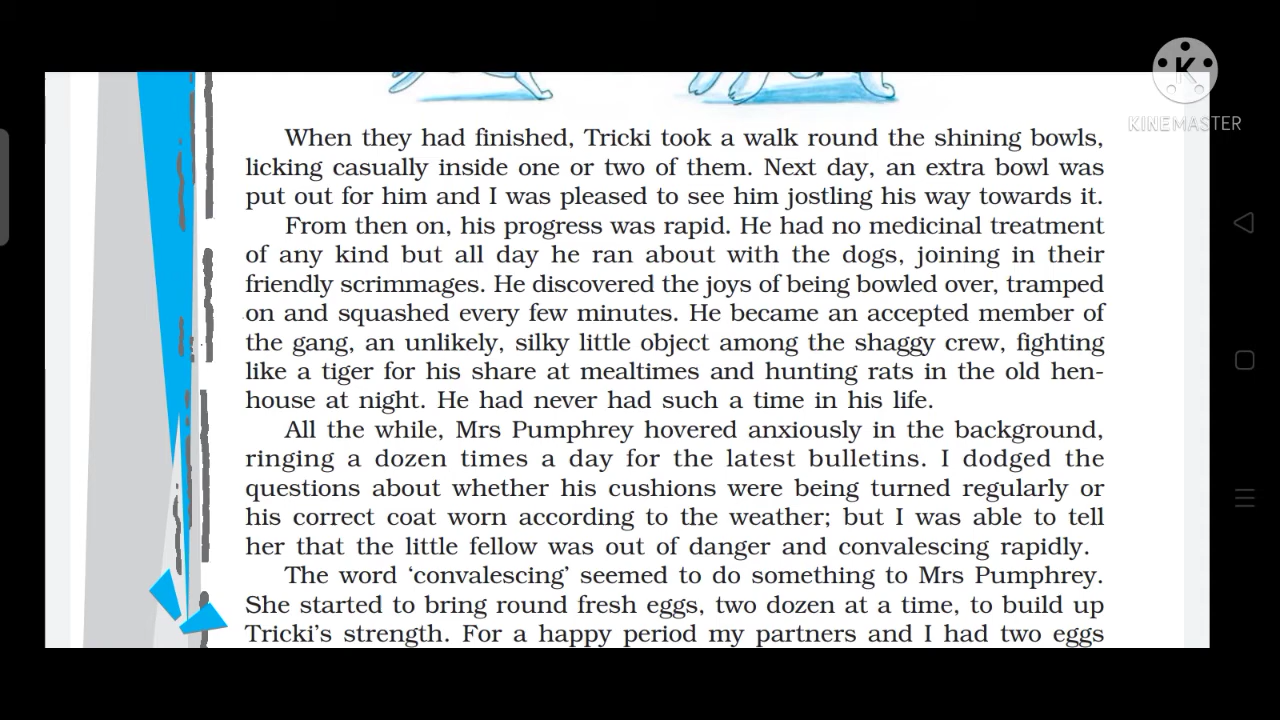 K
KINEMASTER
When they had finished, Tricki took a walk round the shining bowls,
licking casually inside one or two of them. Next day, an extra bowl was
put out for him and I was pleased to see him jostling his way towards it.
From then on, his progress was rapid. He had no medicinal treatment
of any kind but all day he ran about with the dogs, joining in their
friendly scrimmages. He discovered the joys of being bowled over, tramped
on and squashed every few minutes. He became an accepted member of
the gang, an unlikely, silky little object among the shaggy crew, fighting
like a tiger for his share at mealtimes and hunting rats in the old hen-
house at night. He had never had such a time in his life.
All the while, Mrs Pumphrey hovered anxiously in the background,
ringing a dozen times a day for the latest bulletins. I dodged the
questions about whether his cushions were being turned regularly or
his correct coat worn according to the weather; but I was able to tell
her that the little fellow was out of danger and convalescing rapidly.
The word ‘convalescing’ seemed to do something to Mrs Pumphrey.
She started to bring round fresh eggs, two dozen at a time, to build up
Tricki’s strength. For a happy period my partners and I had two eggs